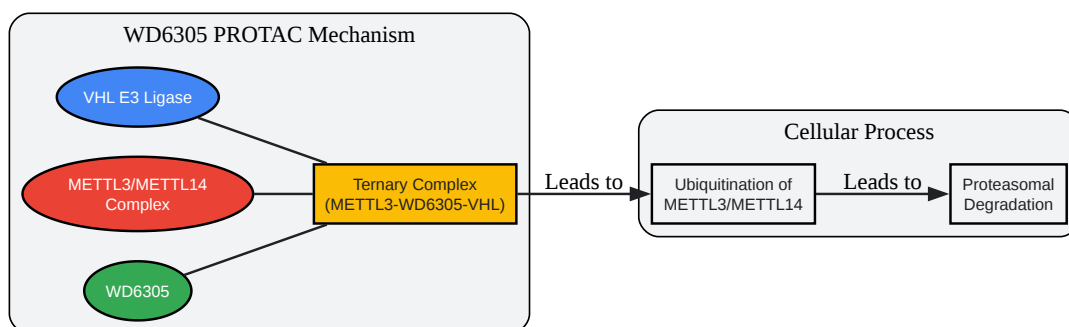 WD6305 PROTAC Mechanism
VHL E3 Ligase
METTL3/METTL14
Complex
WD6305
Ternary Complex
(METTL3-WD6305-VHL)
Leads to
Cellular Process
Ubiquitination of
METTL3/METTL14
Leads to
Proteasomal
Degradation